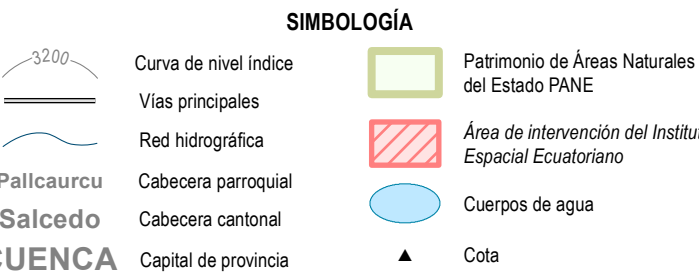 SIMBOLOGÍA
3200
Curva de nivel índice
Vías principales
Red hidrográfica
Pallcaurcu
Cabecera parroquial
Salcedo
Cabecera cantonal
CUENCA
Capital de provincia
Patrimonio de Áreas Naturales
del Estado PANE
Área de intervención del Institut
Espacial Ecuatoriano
Cuerpos de agua
Cota